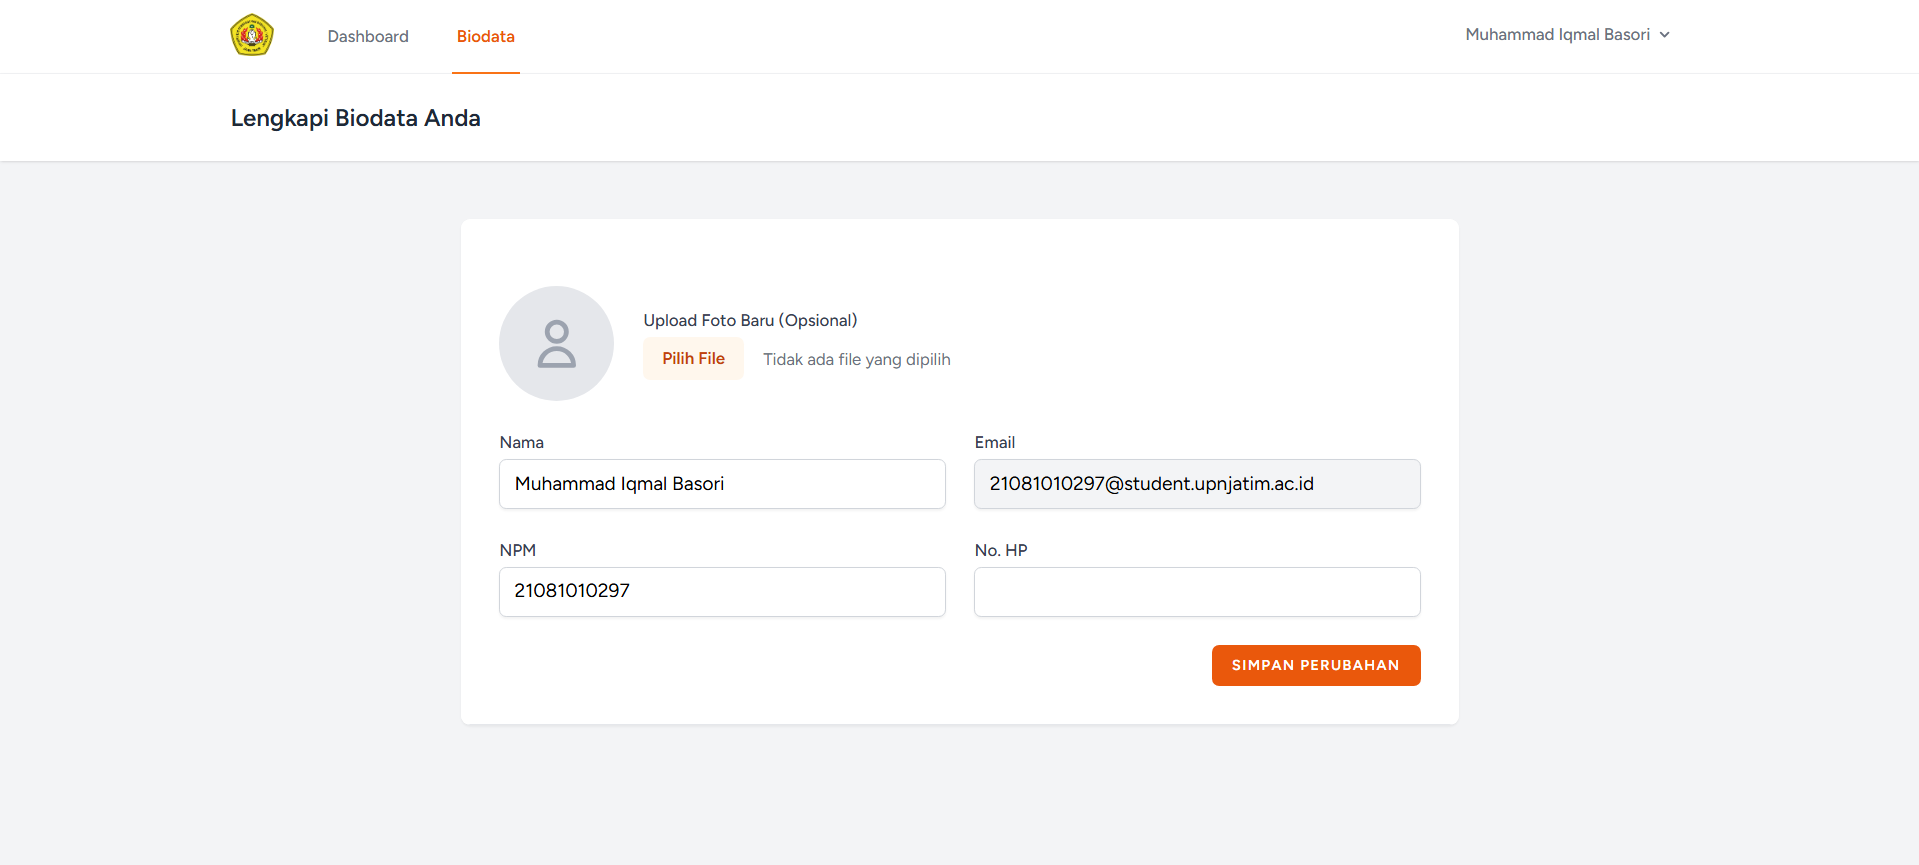 Dashboard
Biodata
Muhammad Iqmal Basori
Lengkapi Biodata Anda
Upload Foto Baru (Opsional)
Pilih File
Tidak ada file yang dipilih
Nama
Email
Muhammad Iqmal Basori
21081010297@student.upnjatim.ac.id
NPM
No. HP
21081010297
SIMPAN PERUBAHAN